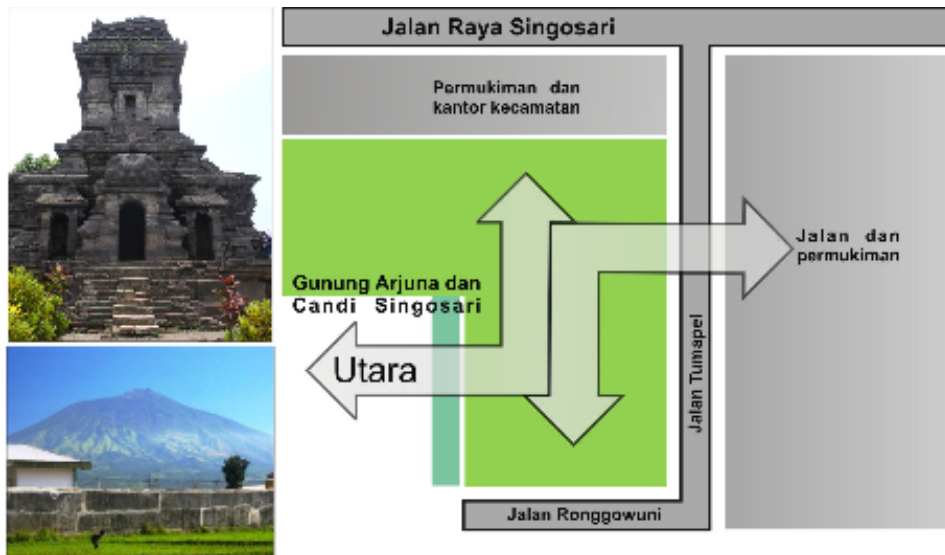 Jalan Raya Singosari
Permukiman dan
kantor kecamatan
Jalan dan
permukiman
Gunung Arjuna dan
Candi Singosari
Utara
Jalan Tumapel
Jalan Ronggowuni